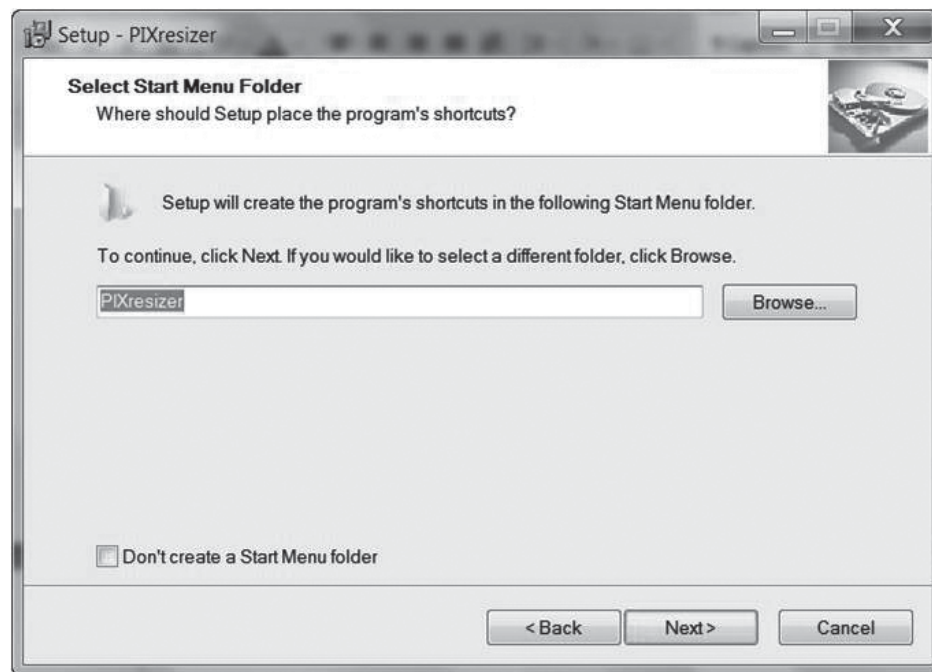 Setup - PIXresizer
Select Start Menu Folder
Where should Setup place the program's shortcuts?
Setup will create the program's shortcuts in the following Start Menu folder.
To continue, click Next. If you would like to select a different folder, click Browse.
PIXresizer
Browse...
Don't create a Start Menu folder
< Back
Next >
Cancel